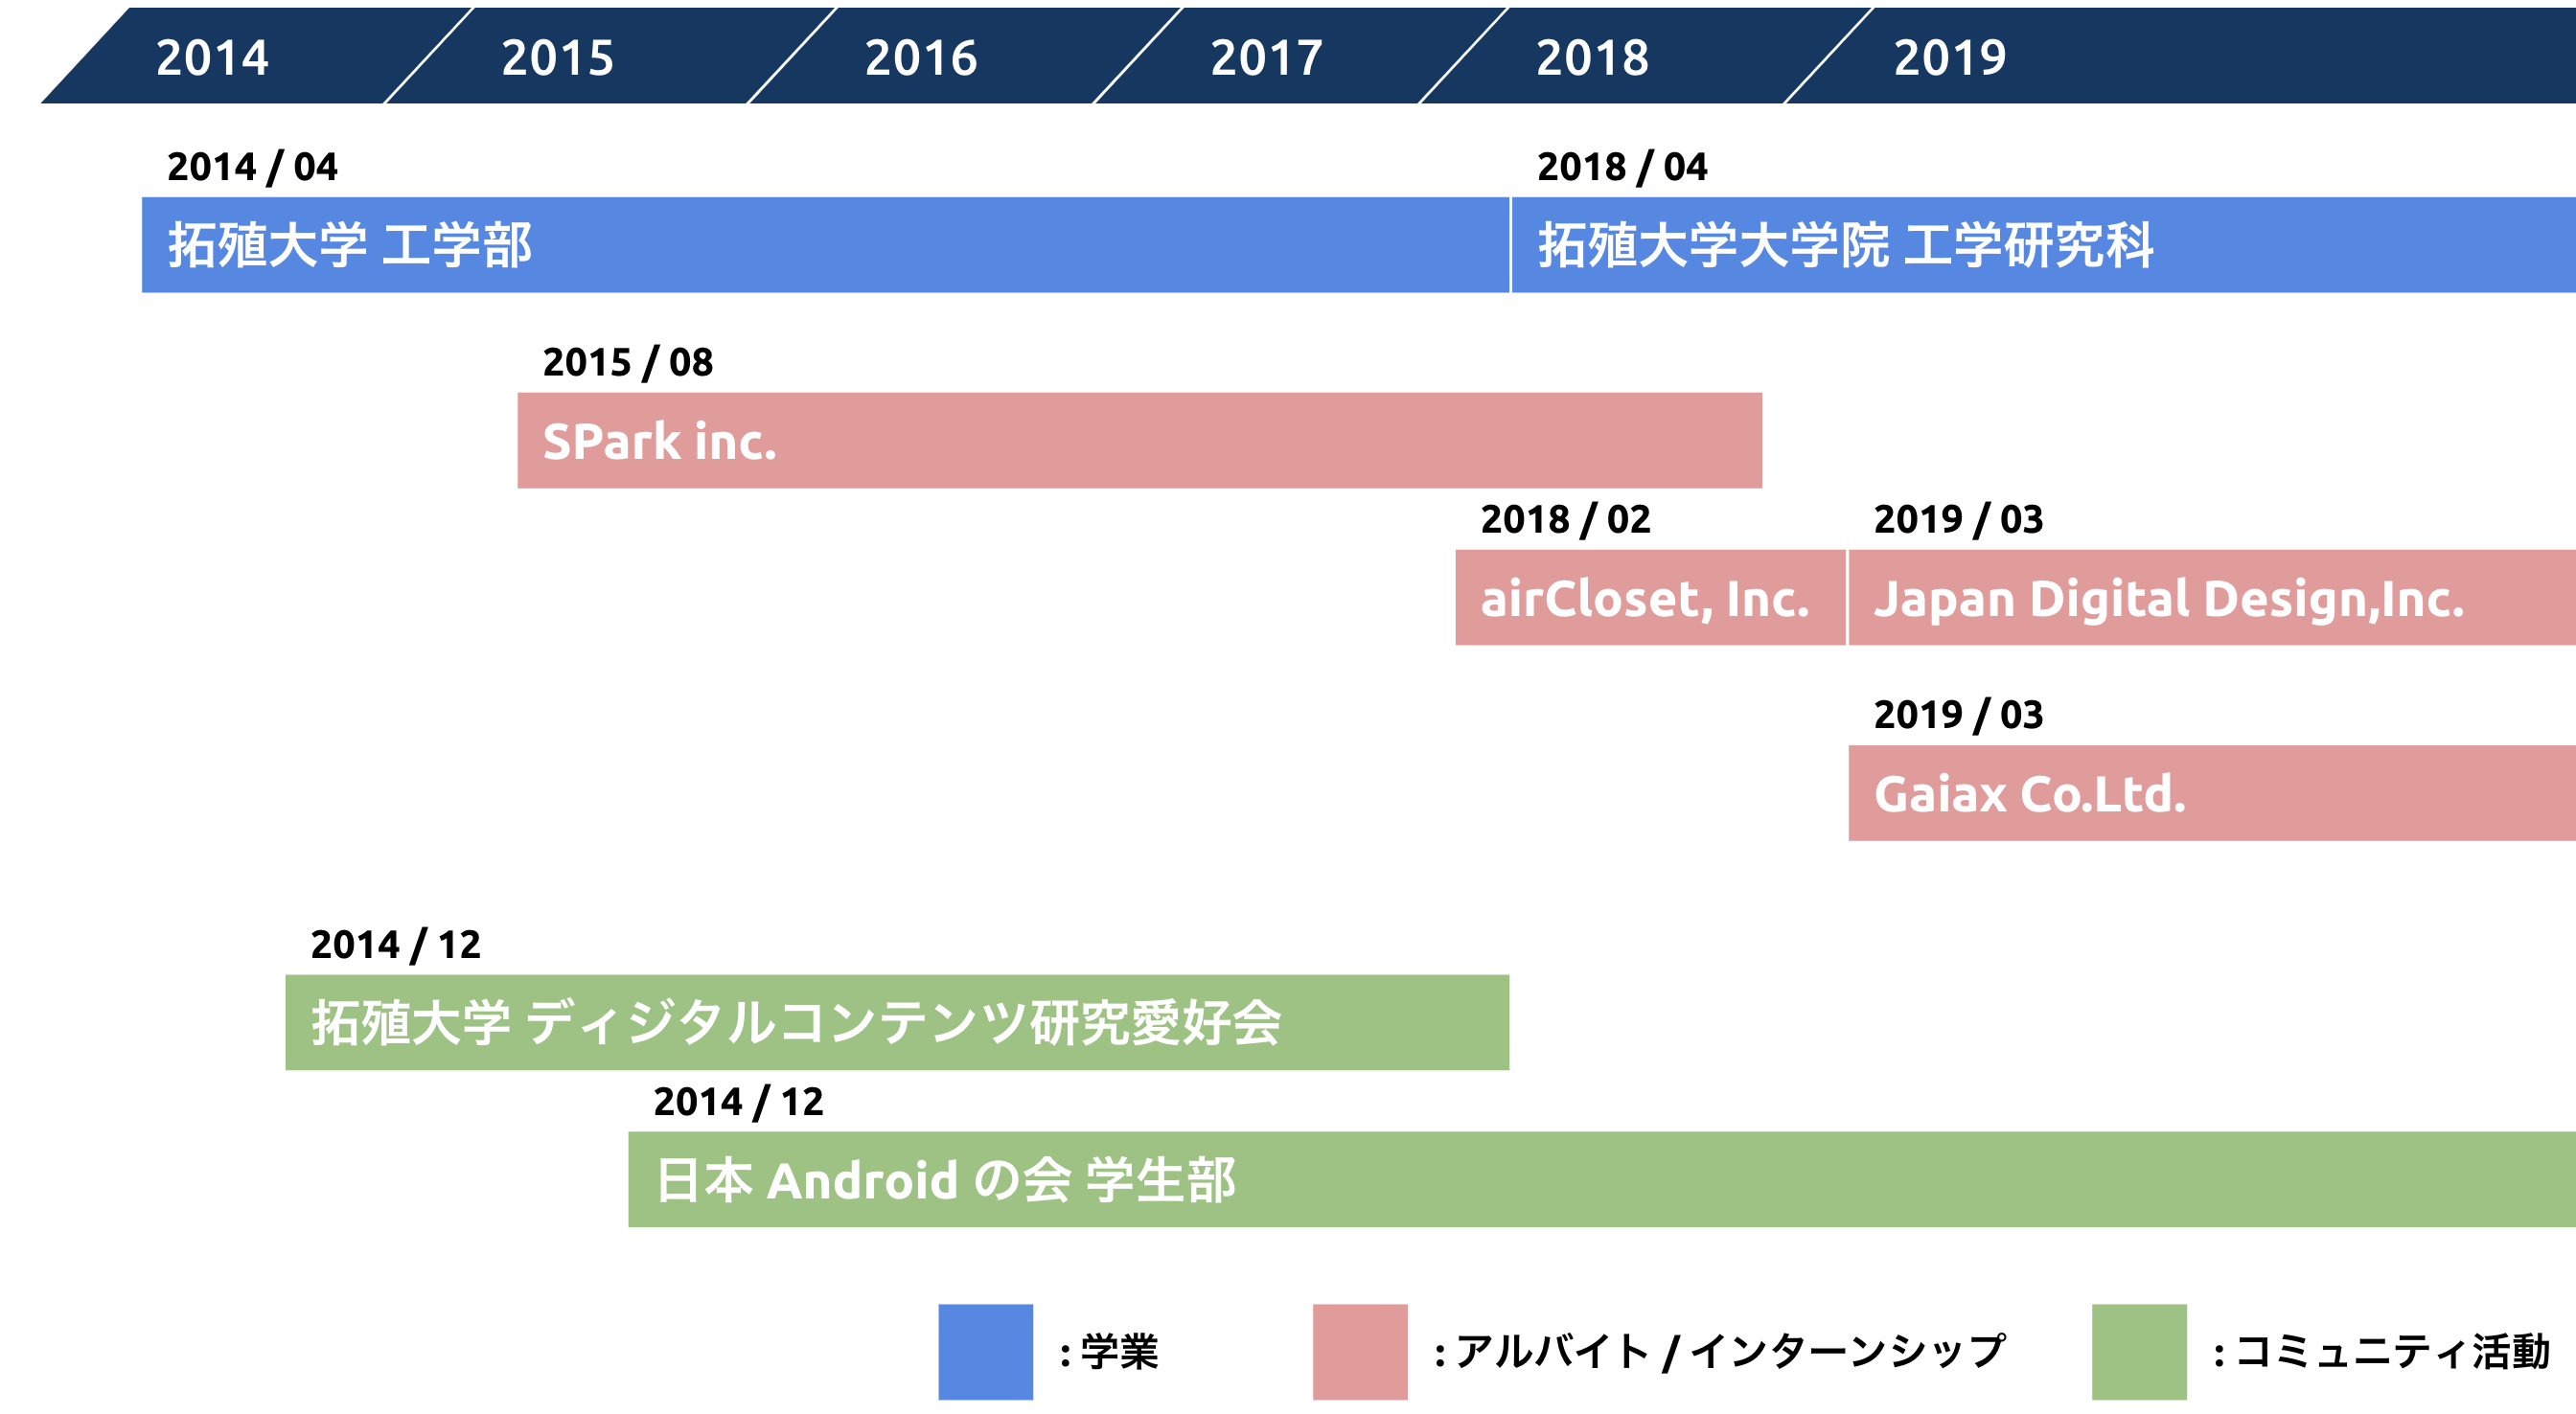 2014 2015 2016 2017 2018 2019
2014 / 04
拓殖大学 工学部
2018 / 04
拓殖大学大学院 工学研究科
2015 / 08
SPark inc.
2018 / 02
airCloset, Inc.
2019 / 03
Japan Digital Design,Inc.
2019 / 03
Gaiax Co.Ltd.
2014 / 12
拓殖大学 ディジタルコンテンツ研究愛好会
2014 / 12
日本 Android の会 学生部
: 学業
: アルバイト / インターンシップ
: コミュニティ活動